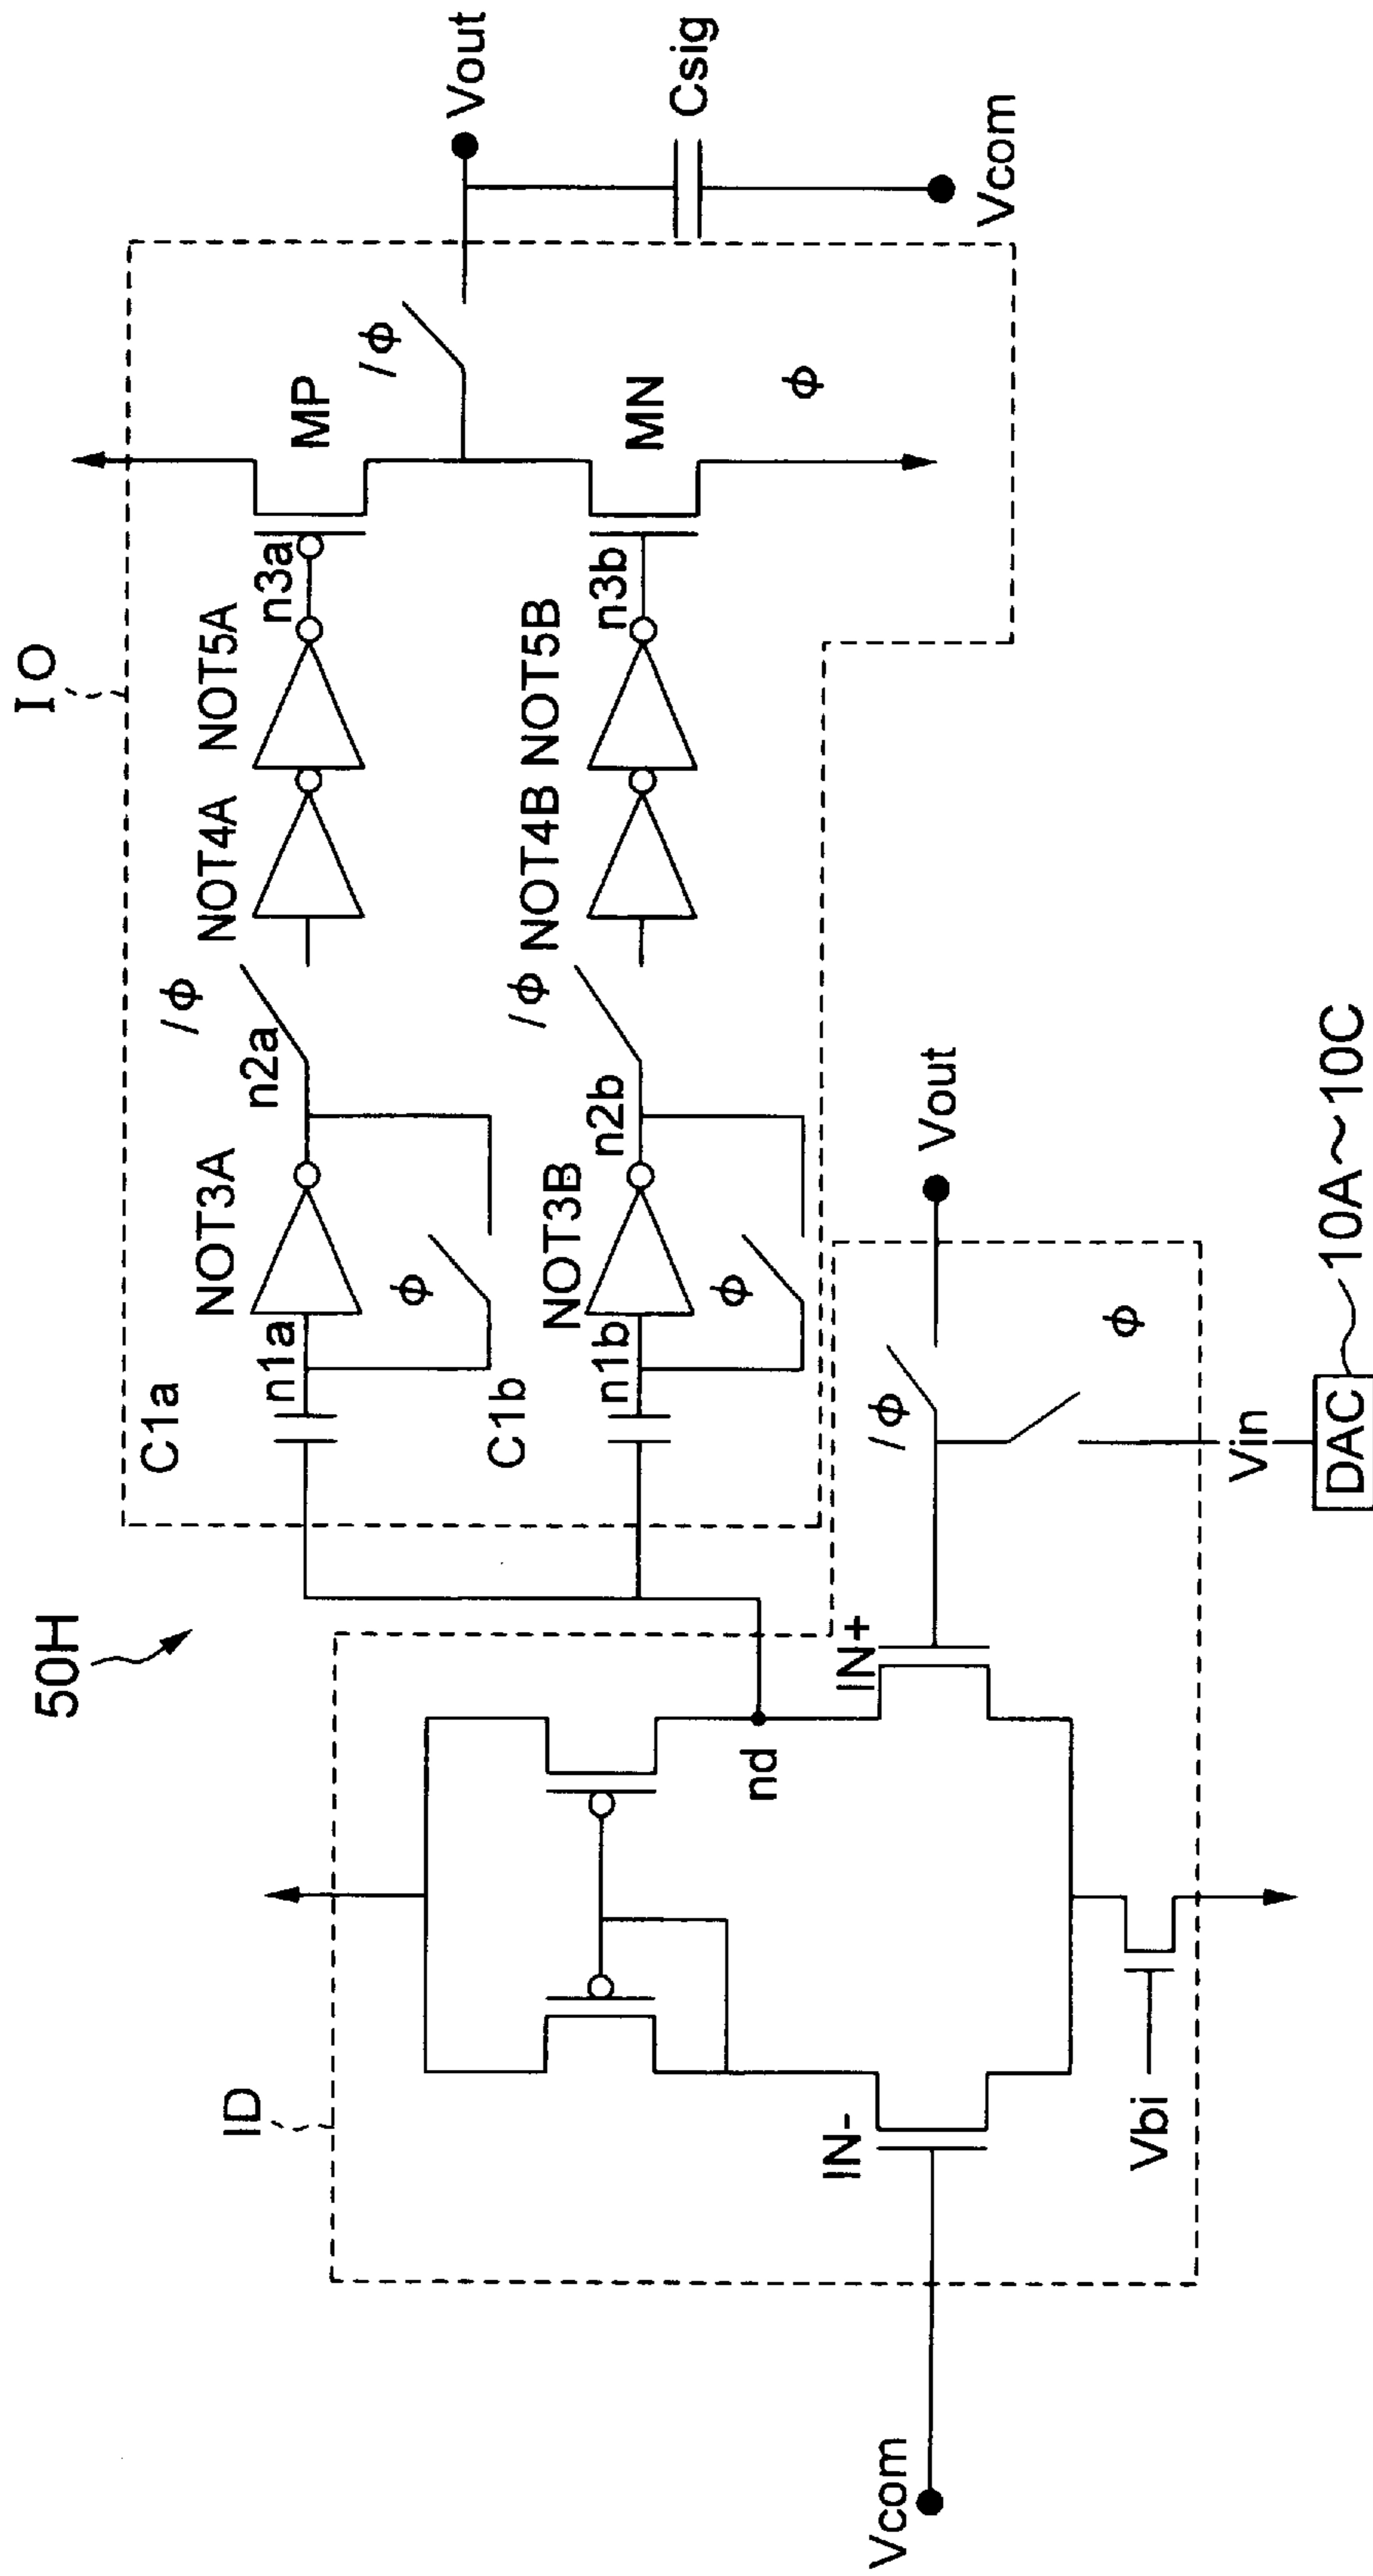 50H
IO
ID
C1a
n1a
NOT3A
ϕ
n2a
/ϕ
NOT4A
NOT5A
n3a
MP
/ϕ
Vout
Csig
Vcom
C1b
n1b
NOT3B
ϕ
n2b
/ϕ
NOT4B
NOT5B
n3b
MN
ϕ
nd
IN-
IN+
/ϕ
Vout
ϕ
Vcom
Vbi
Vin
DAC
10A～10C